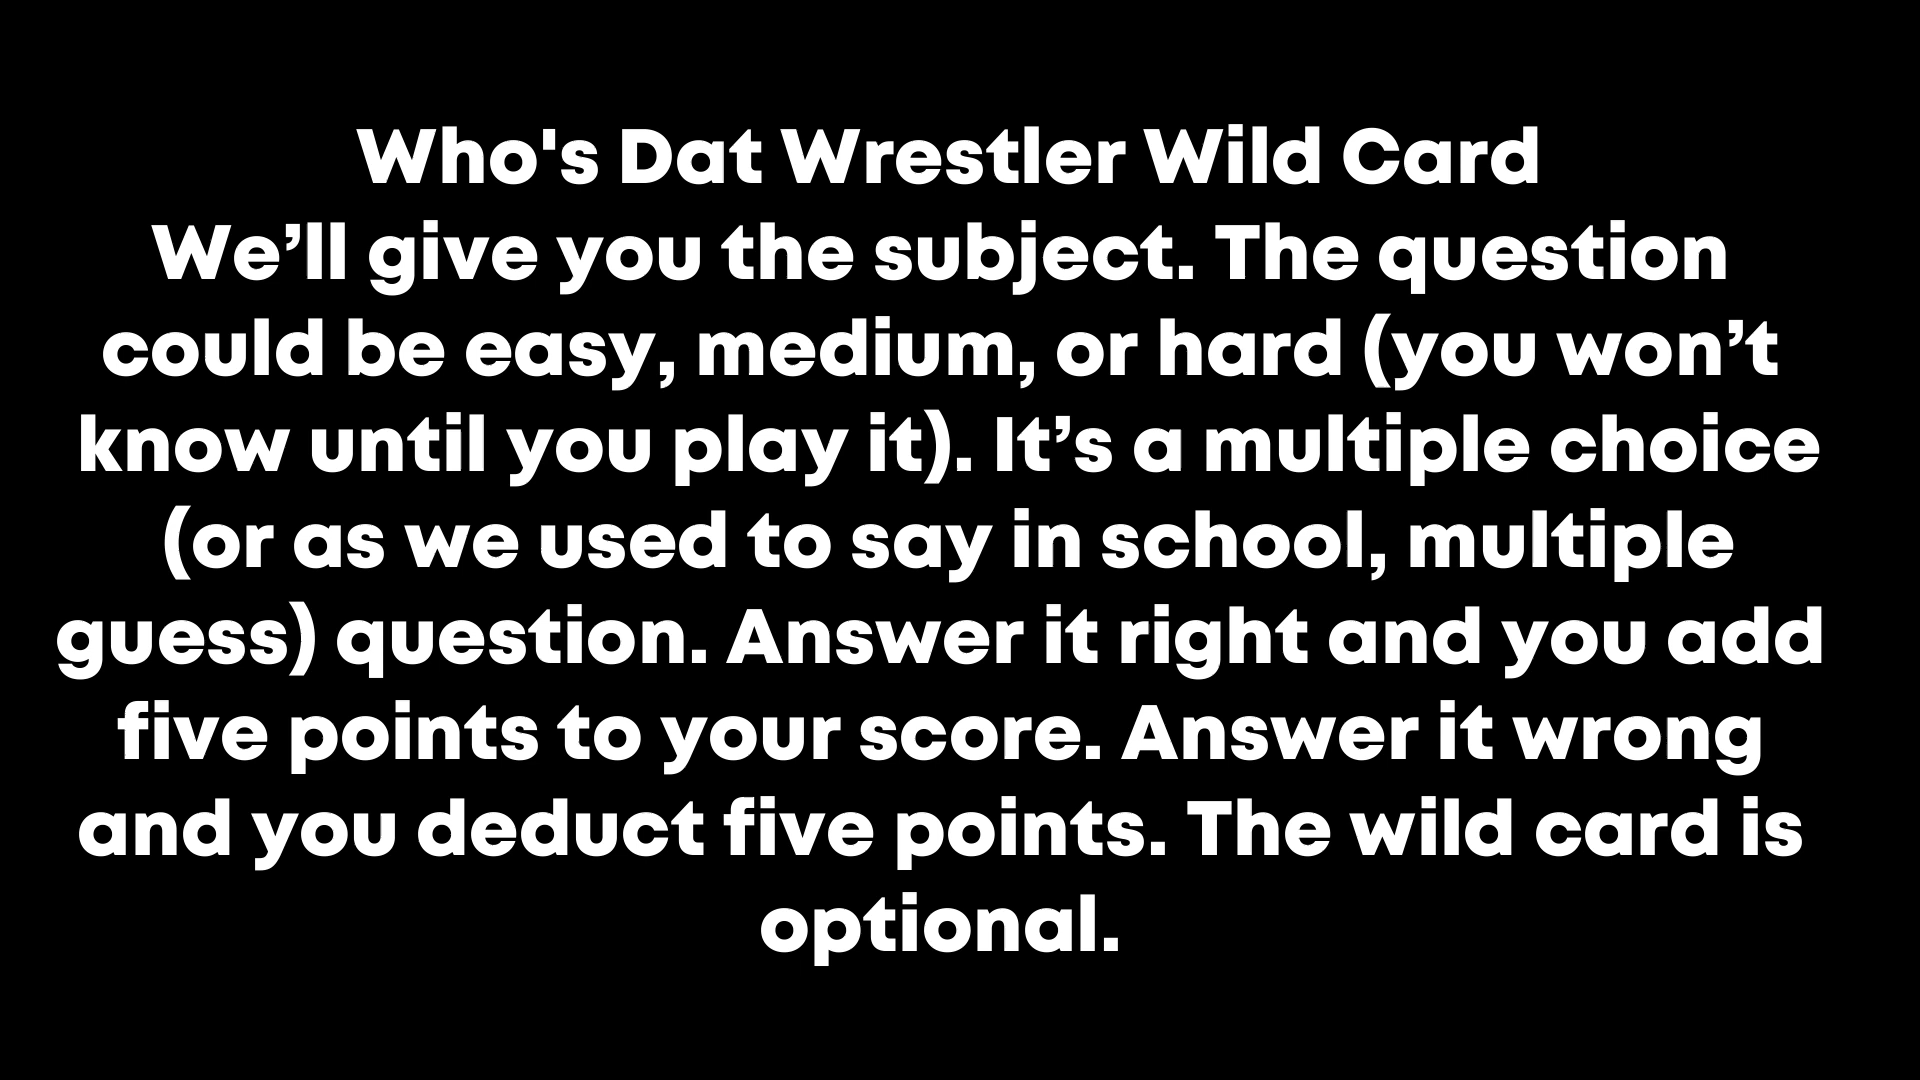 Who's Dat Wrestler Wild Card
We’ll give you the subject. The question
could be easy, medium, or hard (you won’t
know until you play it). It’s a multiple choice
(or as we used to say in school, multiple
guess) question. Answer it right and you add
five points to your score. Answer it wrong
and you deduct five points. The wild card is
optional.